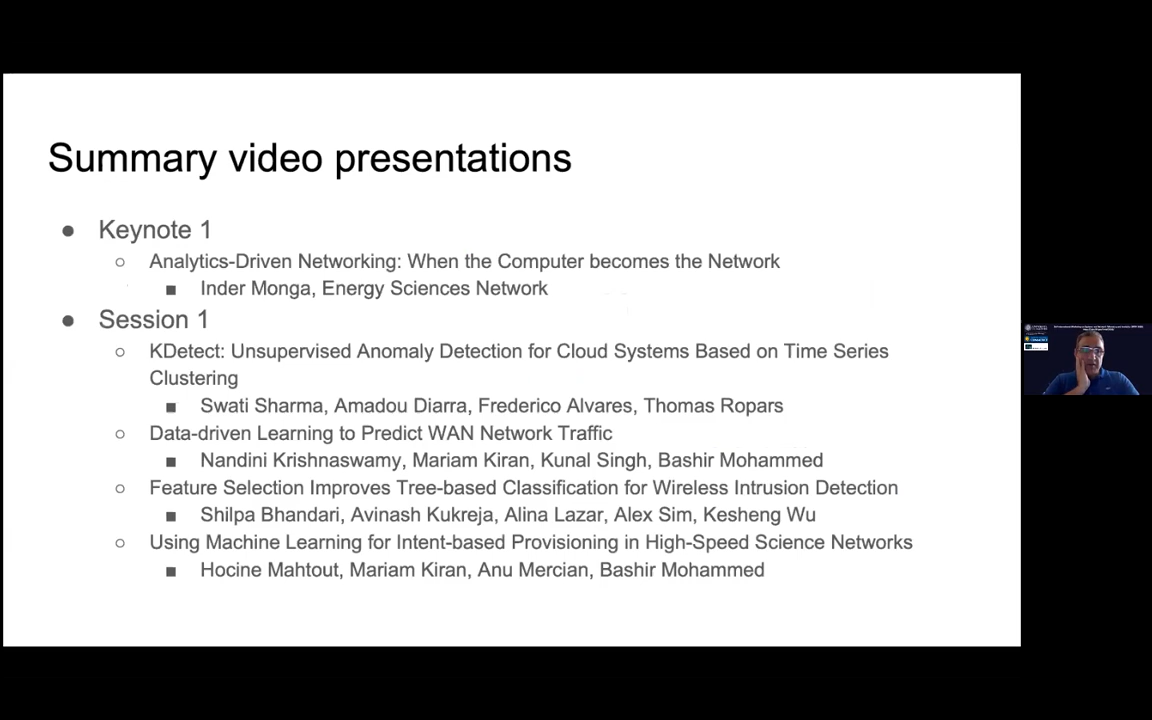 Summary video presentations
● Keynote 1
○ Analytics-Driven Networking: When the Computer becomes the Network
■ Inder Monga, Energy Sciences Network
● Session 1
○ KDetect: Unsupervised Anomaly Detection for Cloud Systems Based on Time Series
Clustering
■ Swati Sharma, Amadou Diarra, Frederico Alvares, Thomas Ropars
○ Data-driven Learning to Predict WAN Network Traffic
■ Nandini Krishnaswamy, Mariam Kiran, Kunal Singh, Bashir Mohammed
○ Feature Selection Improves Tree-based Classification for Wireless Intrusion Detection
■ Shilpa Bhandari, Avinash Kukreja, Alina Lazar, Alex Sim, Kesheng Wu
○ Using Machine Learning for Intent-based Provisioning in High-Speed Science Networks
■ Hocine Mahtout, Mariam Kiran, Anu Mercian, Bashir Mohammed